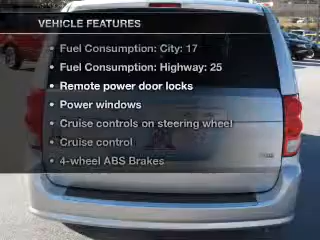 VEHICLE FEATURES
Fuel Consumption: City: 17
Fuel Consumption: Highway: 25
Remote power door locks
Power windows
Cruise controls on steering wheel
Cruise control
4-wheel ABS Brakes